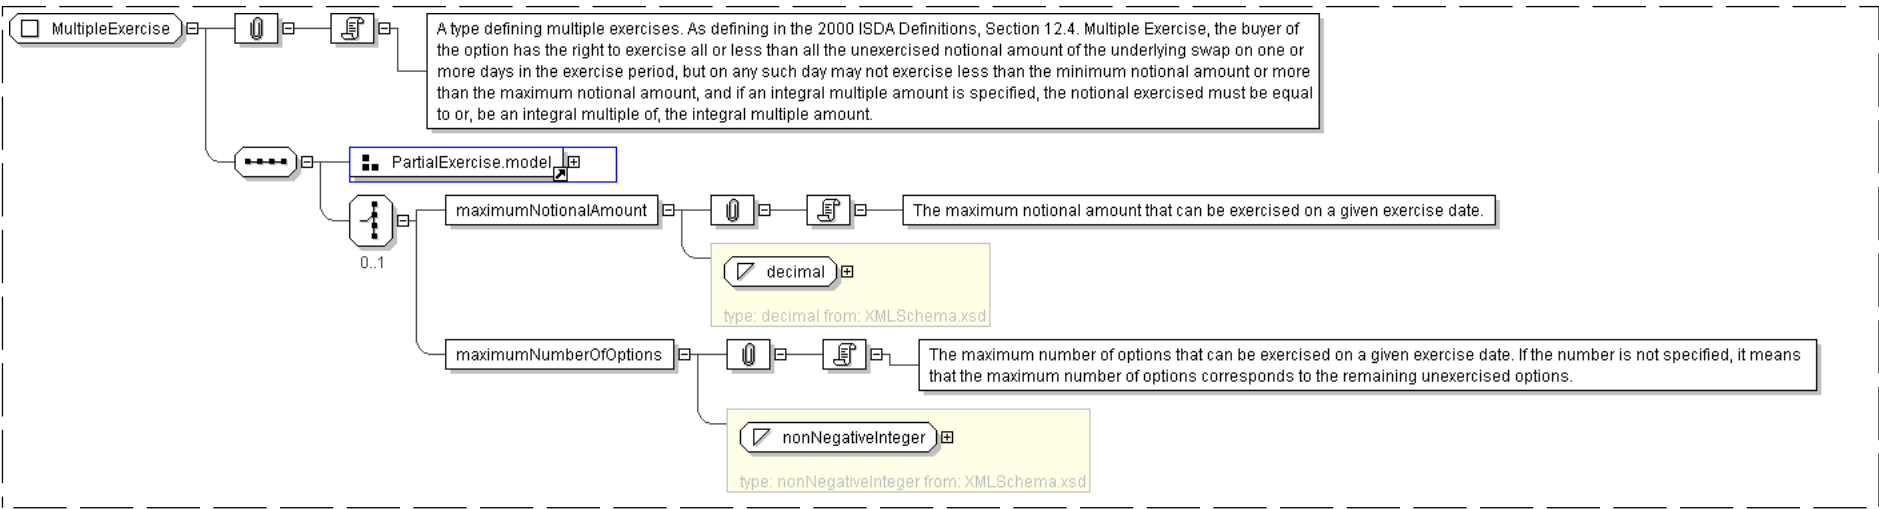 MultipleExercise
A type defining multiple exercises. As defining in the 2000 ISDA Definitions, Section 12.4. Multiple Exercise, the buyer of
the option has the right to exercise all or less than all the unexercised notional amount of the underlying swap on one or
more days in the exercise period, but on any such day may not exercise less than the minimum notional amount or more
than the maximum notional amount, and if an integral multiple amount is specified, the notional exercised must be equal
to or, be an integral multiple of, the integral multiple amount.
PartialExercise.model
0..1
maximumNotionalAmount
The maximum notional amount that can be exercised on a given exercise date.
decimal
type: decimal from: XMLSchema.xsd
maximumNumberOfOptions
The maximum number of options that can be exercised on a given exercise date. If the number is not specified, it means
that the maximum number of options corresponds to the remaining unexercised options.
nonNegativeInteger
type: nonNegativeInteger from: XMLSchema.xsd